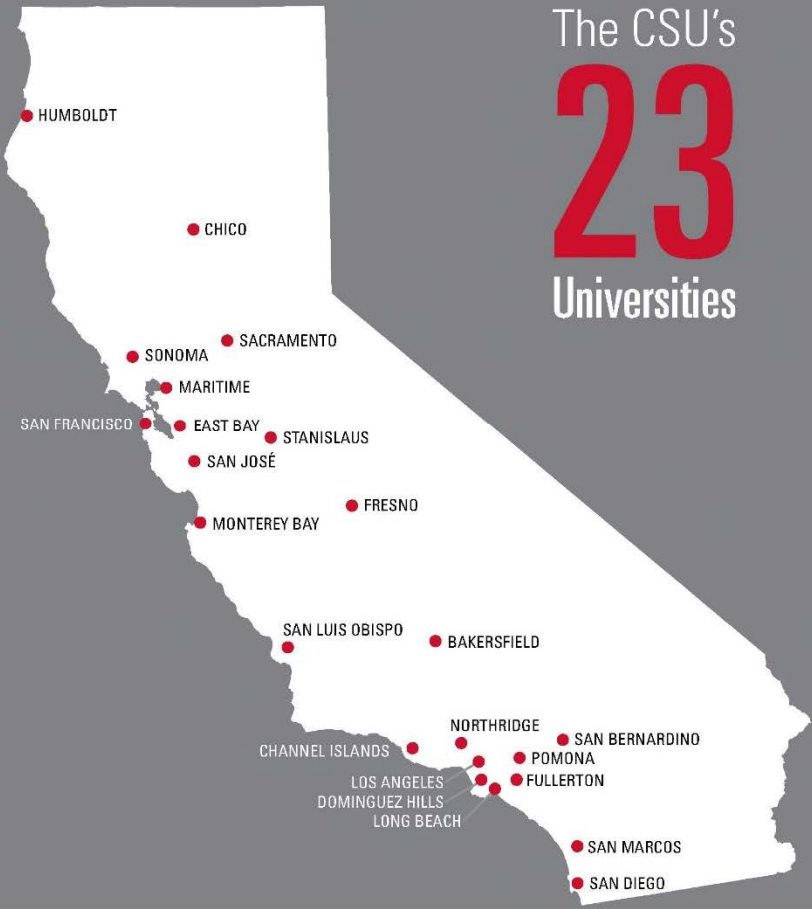 The CSU's
23
Universities
HUMBOLDT
CHICO
SACRAMENTO
SONOMA
MARITIME
SAN FRANCISCO
EAST BAY
STANISLAUS
SAN JOSÉ
FRESNO
MONTEREY BAY
SAN LUIS OBISPO
BAKERSFIELD
NORTHRIDGE
SAN BERNARDINO
CHANNEL ISLANDS
POMONA
LOS ANGELES
FULLERTON
DOMINGUEZ HILLS
LONG BEACH
SAN MARCOS
SAN DIEGO